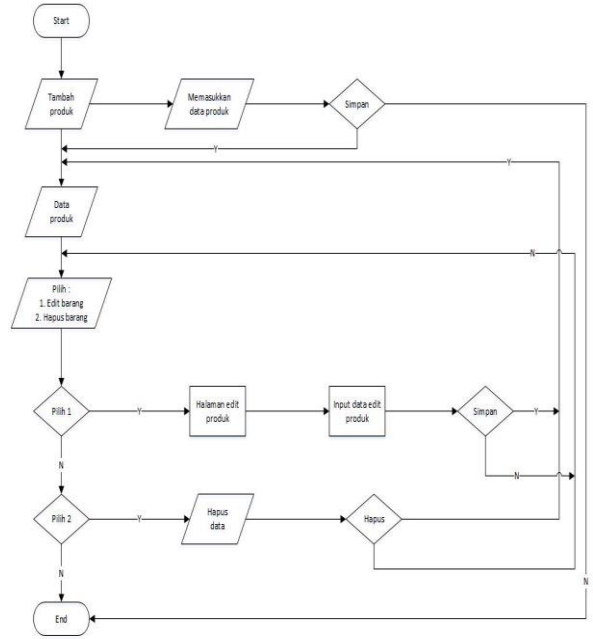 Start
Tambah
produk
Memasukkan
data produk
Simpan
Y
Y
Data
produk
N
Pilih :
1. Edit barang
2. Hapus barang
Pilih 1
Y
Halaman edit
produk
Input data edit
produk
Simpan
Y
N
N
Pilih 2
Y
Hapus
data
Hapus
N
N
End